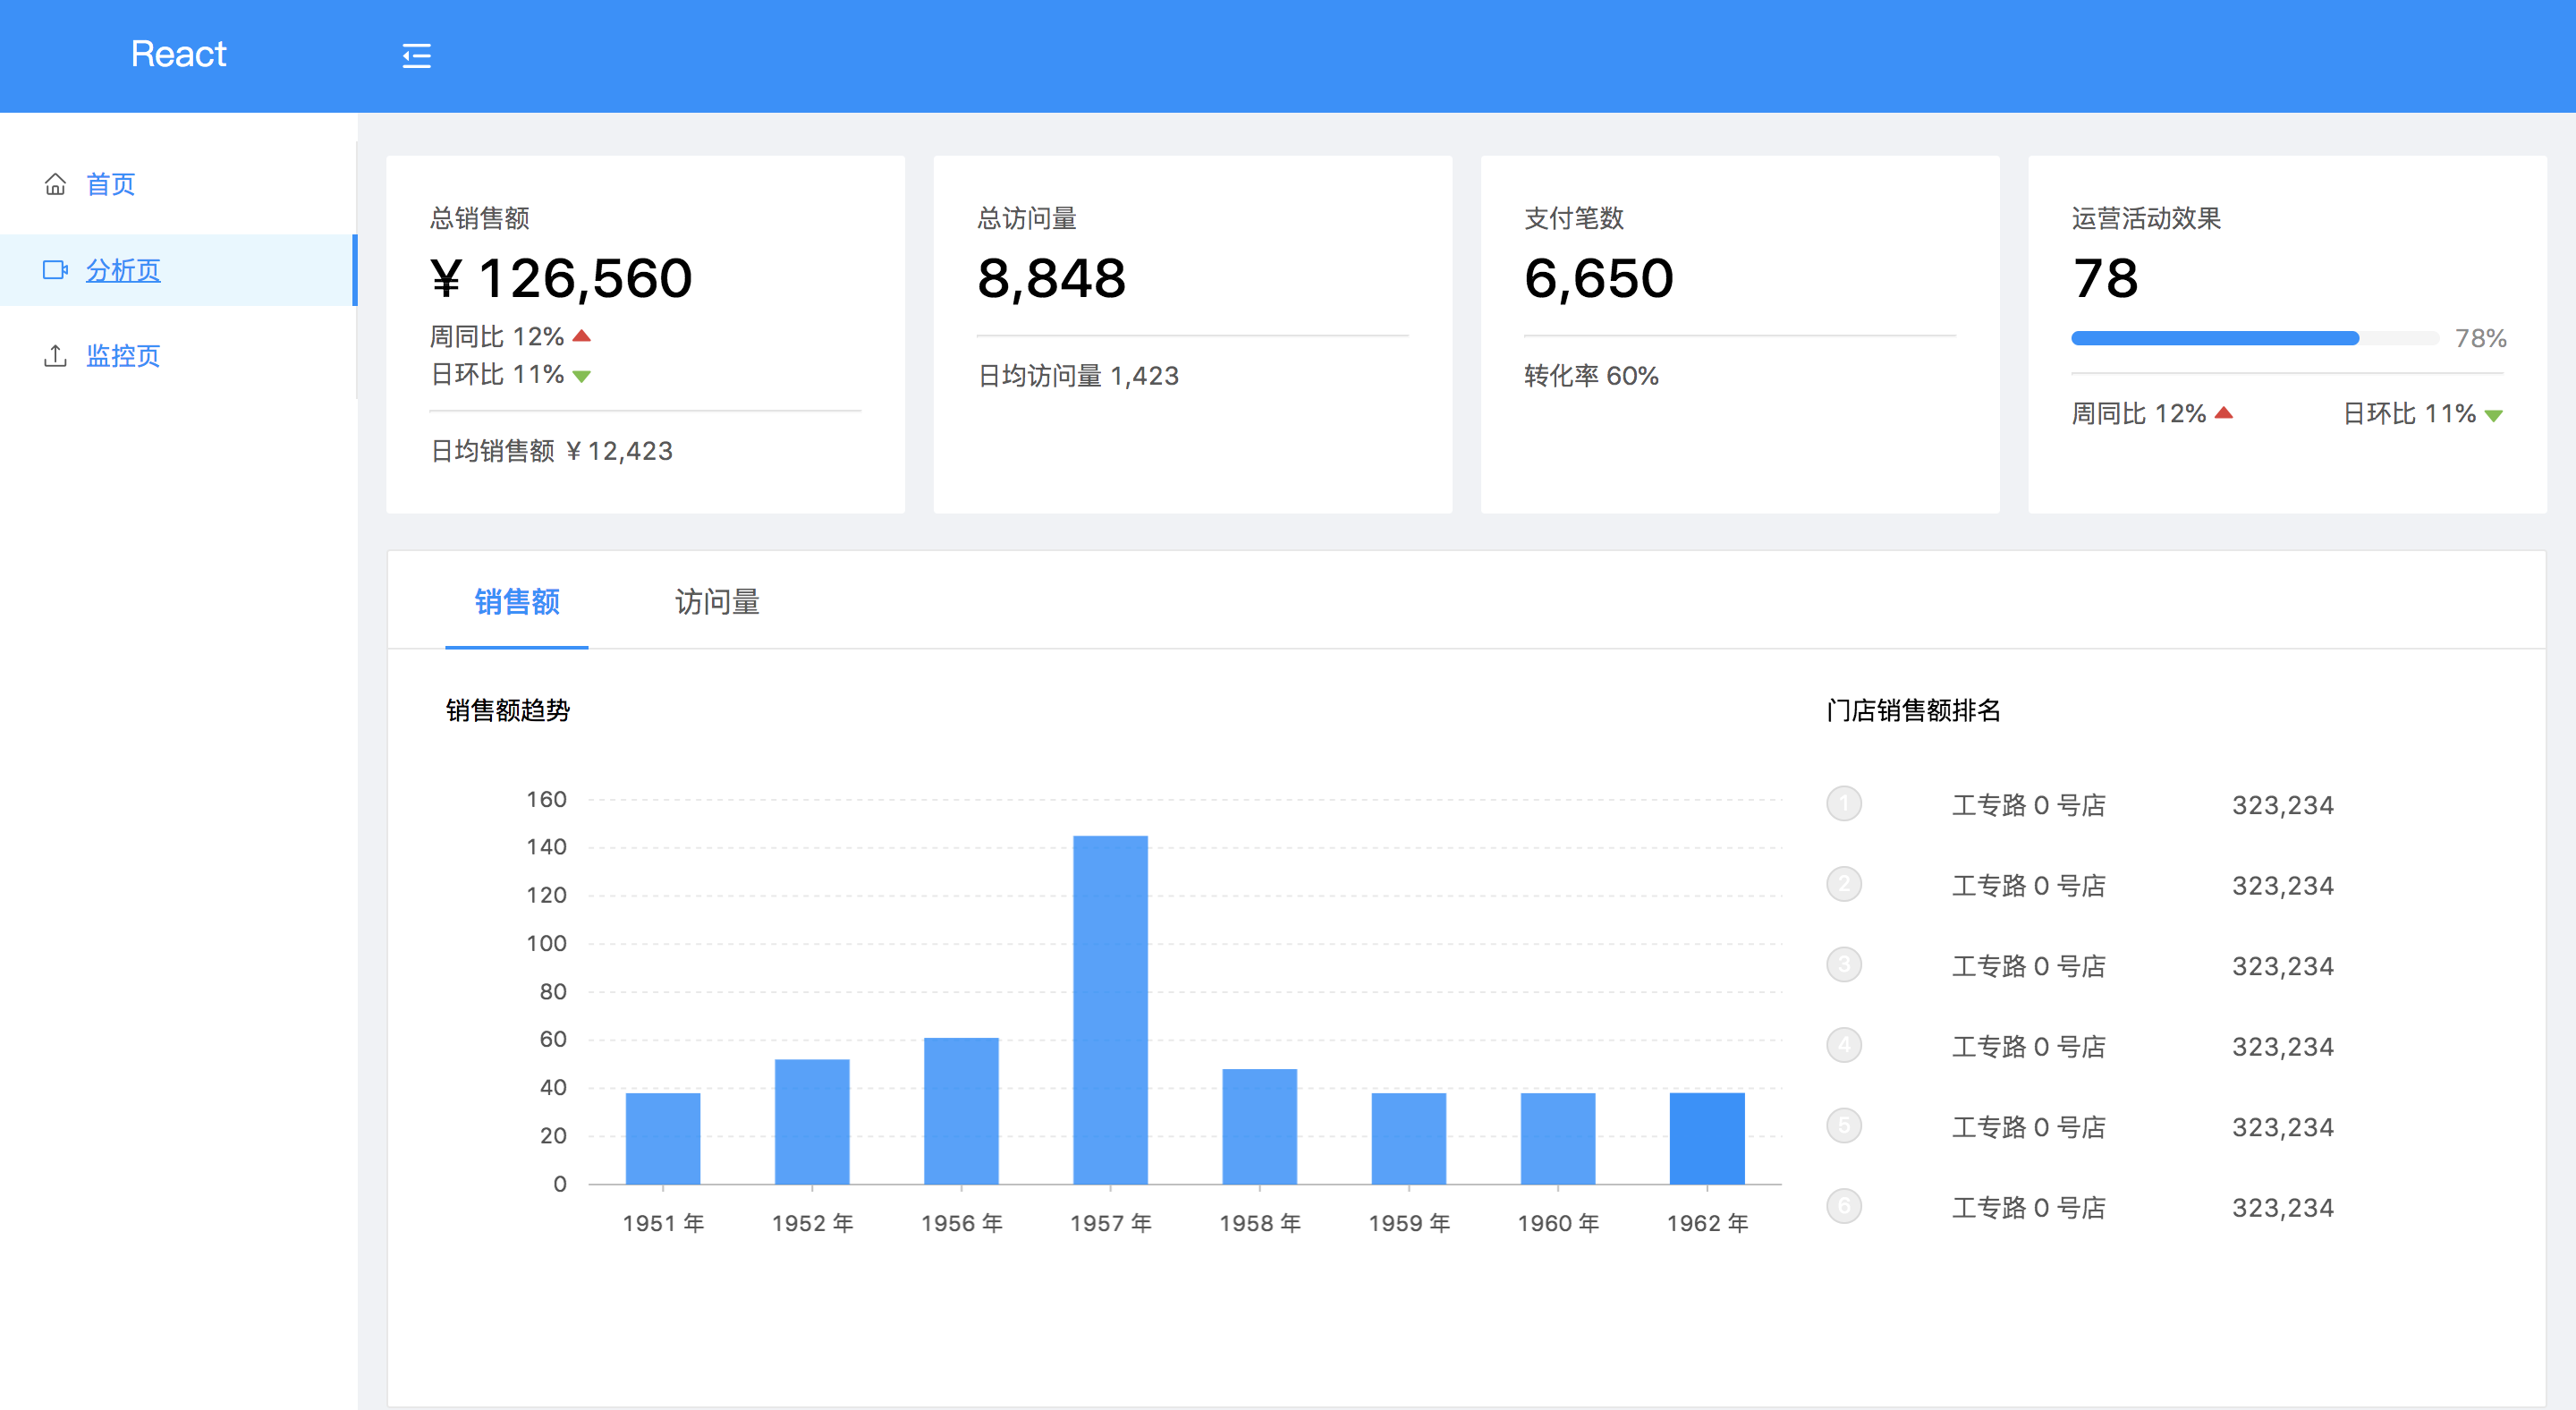 React
首页
分析页
监控页
总销售额
¥ 126,560
周同比 12%
日环比 11%
日均销售额 ¥ 12,423
总访问量
8,848
日均访问量 1,423
支付笔数
6,650
转化率 60%
运营活动效果
78
78%
周同比 12% 日环比 11%
销售额 访问量
销售额趋势
160
140
120
100
80
60
40
20
0
1951 年 1952 年 1956 年 1957 年 1958 年 1959 年 1960 年 1962 年
门店销售额排名
1 工专路 0 号店 323,234
2 工专路 0 号店 323,234
3 工专路 0 号店 323,234
4 工专路 0 号店 323,234
5 工专路 0 号店 323,234
6 工专路 0 号店 323,234